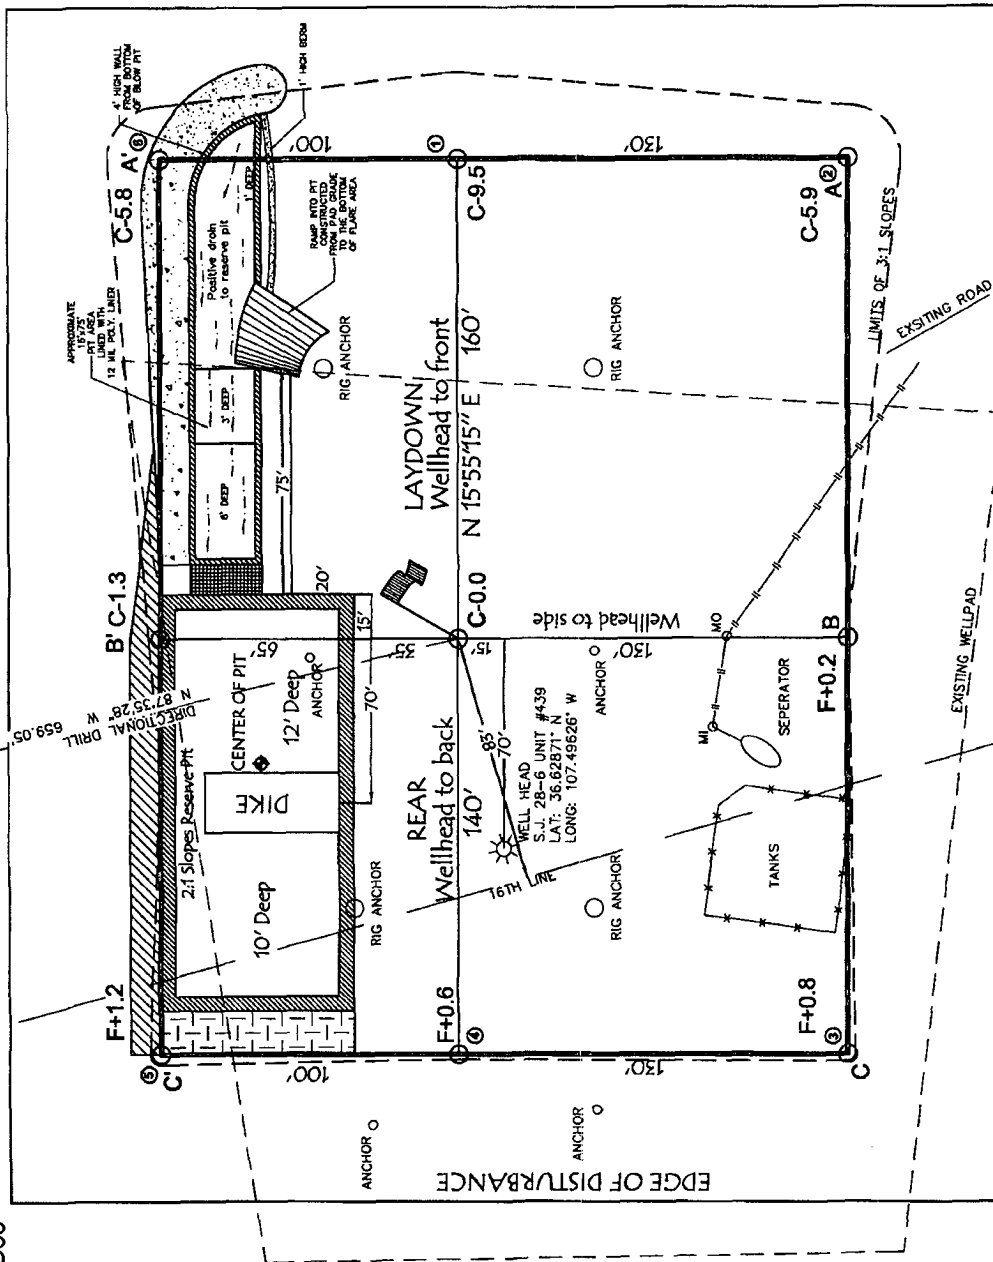 4' HIGH WALL
FROM BOTTOM
OF BLOW PIT
1' HIGH BERM
A' ⑥
C-5.8
100'
①
C-9.5
130'
C-5.9
A ②
1' DEEP
Positive drain
to reserve pit
RAMP INTO PIT
CONSTRUCTED
FROM PAD GRADE
TO THE BOTTOM
OF FLARE AREA
APPROXIMATE
16'x75'
PIT AREA
LINED WITH
12 MIL POLY. LINER
3' DEEP
6' DEEP
75'
RIG ANCHOR
RIG ANCHOR
LIMITS OF 3:1 SLOPES
EXSITING ROAD
LAYDOWN
Wellhead to front
N 15°55'15" E 160'
B' C-1.3
20'
15'
65'
35'
C-0.0
15'
Wellhead to side
130'
MO
B
F+0.2
DIRECTIONAL DRILL
N 87°35'28" W 659.05'
CENTER OF PIT
12' Deep
ANCHOR
70'
2:1 Slopes Reserve Pit
DIKE
10' Deep
REAR
Wellhead to back
140'
83'
70'
WELL HEAD
S.J. 28-6 UNIT #439
LAT: 36.62871° N
LONG: 107.49626° W
ANCHOR
MI
SEPERATOR
EXISTING WELLPAD
RIG ANCHOR
RIG ANCHOR
TANKS
F+1.2
F+0.6
F+0.8
⑤
C'
100'
④
130'
③
C
ANCHOR
ANCHOR
EDGE OF DISTURBANCE